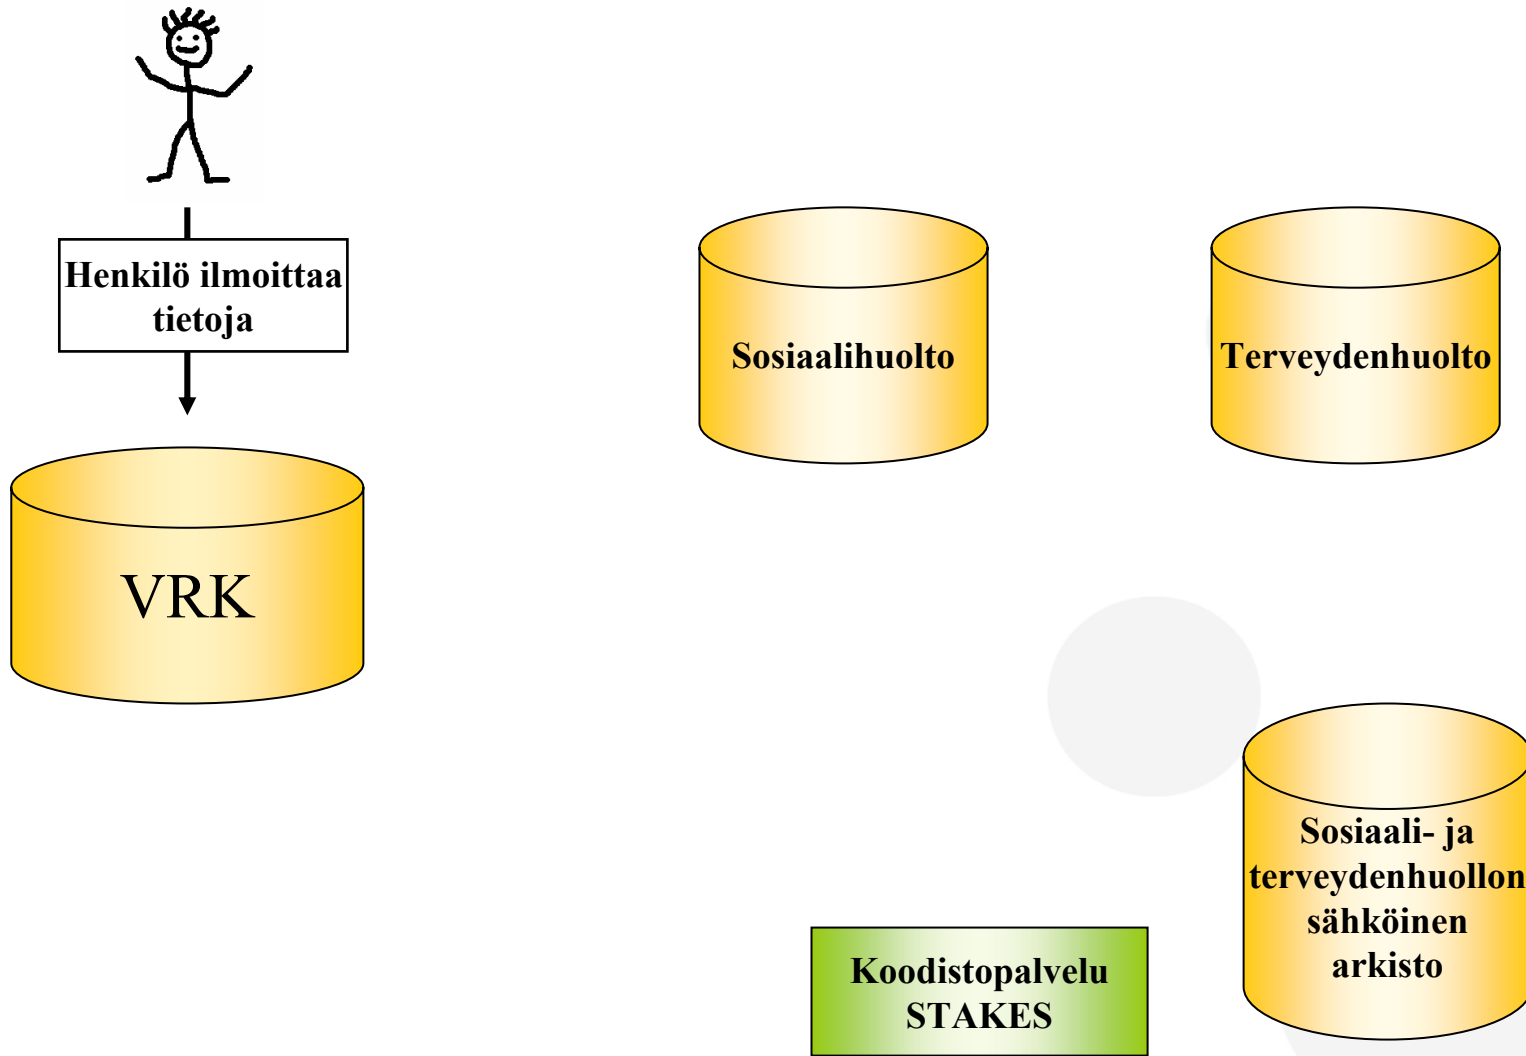 Henkilö ilmoittaa
tietoja
VRK
Sosiaalihuolto
Terveydenhuolto
Sosiaali- ja
terveydenhuollon
sähköinen
arkisto
Koodistopalvelu
STAKES